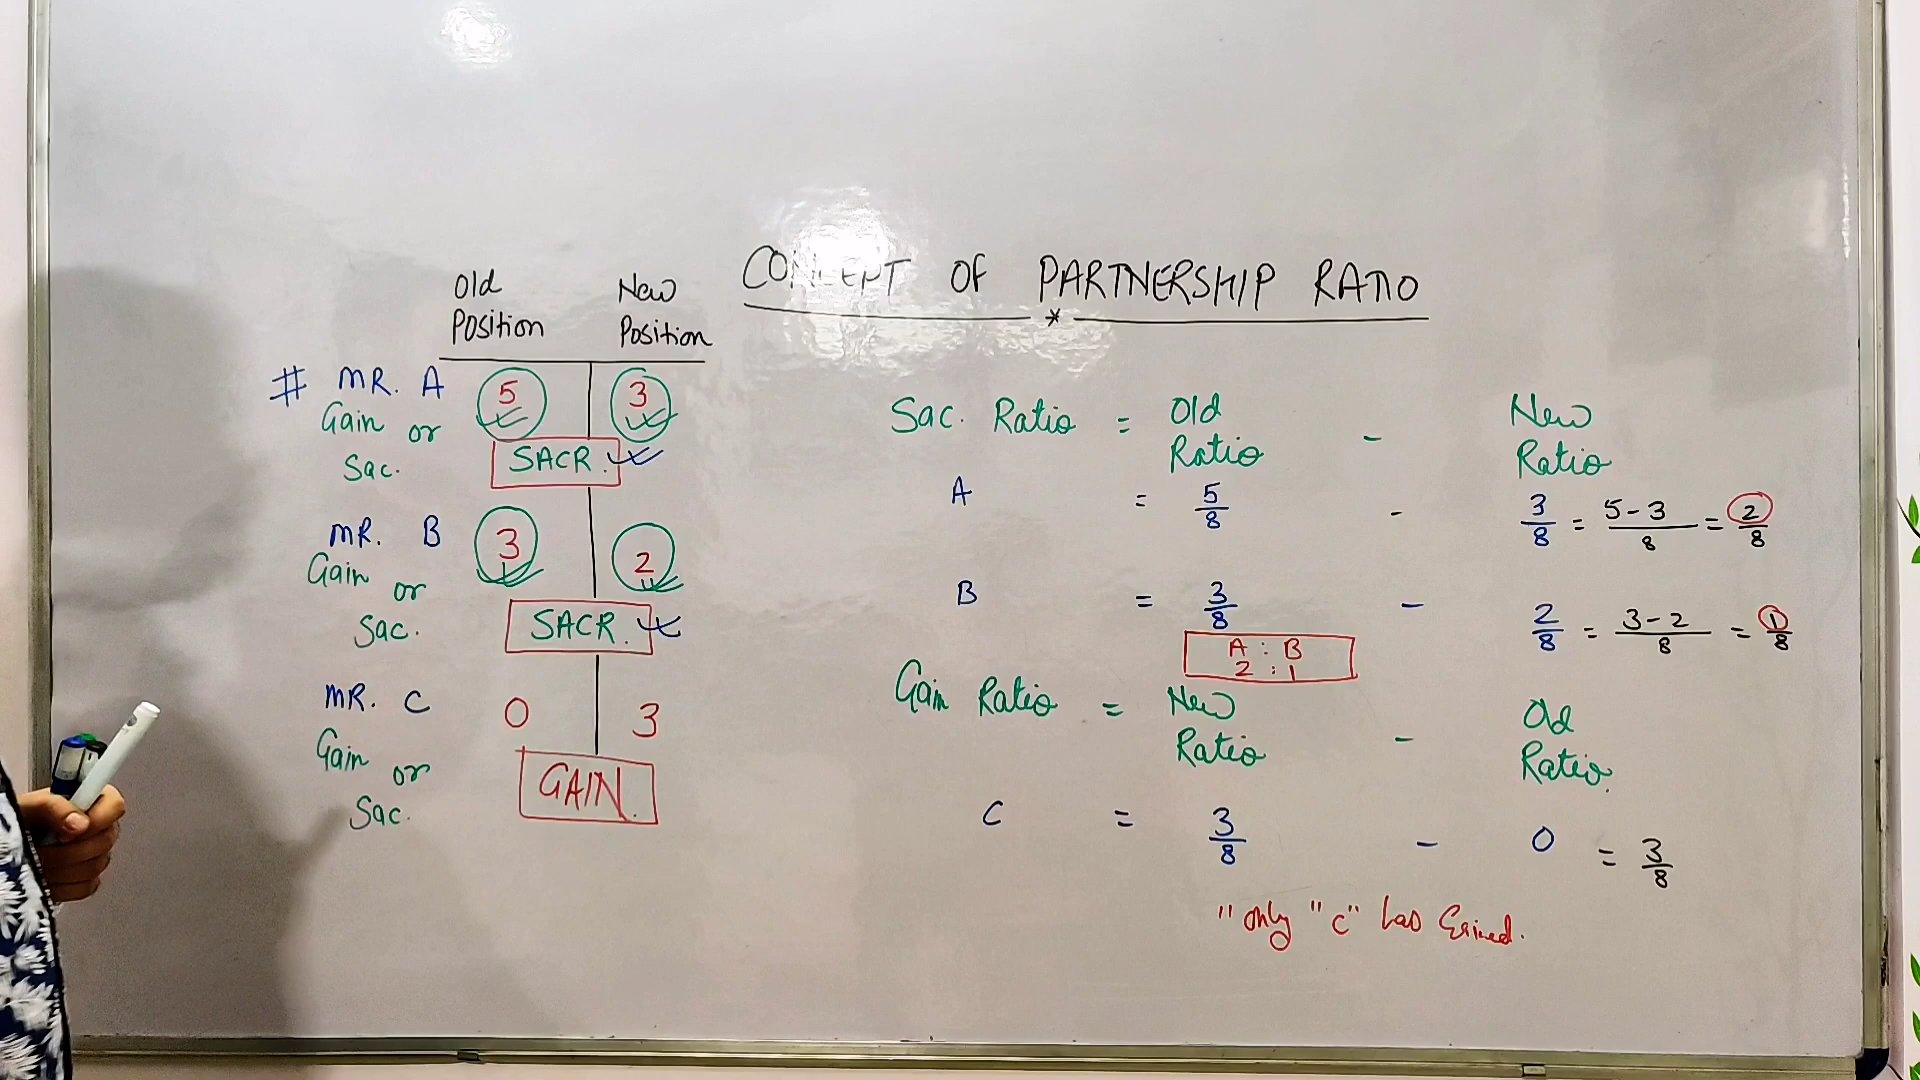 CONCEPT OF PARTNERSHIP RATIO
*
Old Position
New Position
# MR. A 5 3
Gain or Sac.
SACR.
MR. B 3 2
Gain or Sac.
SACR.
MR. C 0 3
Gain or Sac.
GAIN.
Sac. Ratio = Old Ratio - New Ratio
A = 5/8 - 3/8 = 5-3/8 = 2/8
B = 3/8 - 2/8 = 3-2/8 = 1/8
A : B
2 : 1
Gain Ratio = New Ratio - Old Ratio.
C = 3/8 - 0 = 3/8
"only "C" has Gained.